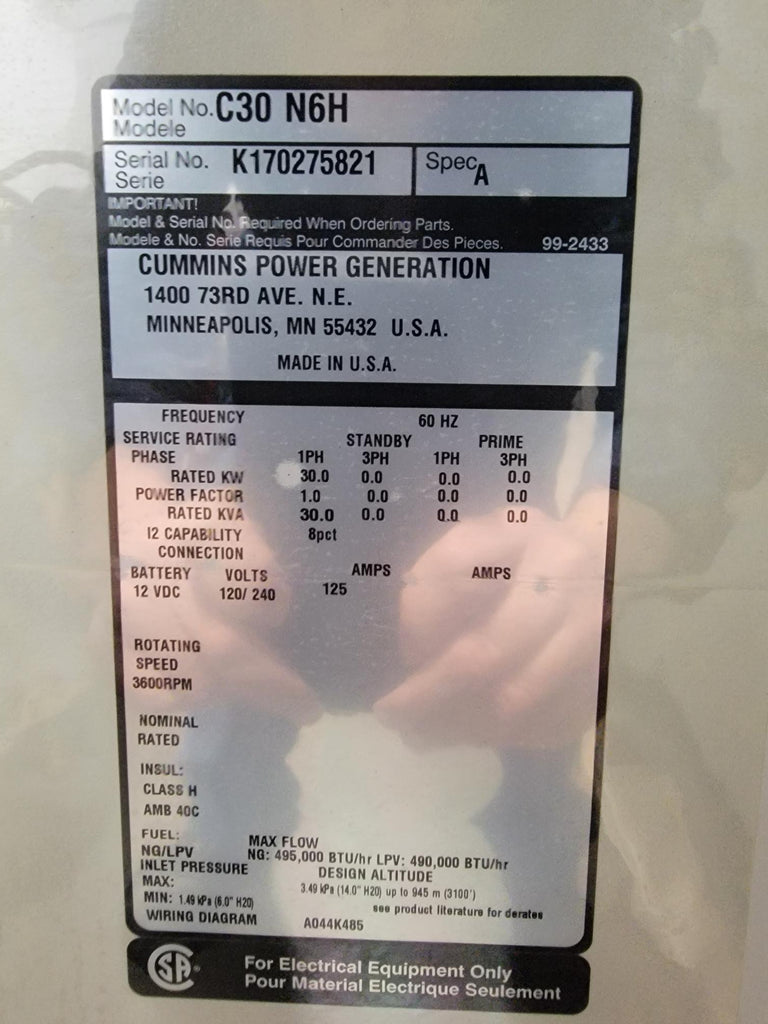 Model No. C30 N6H
Modele
Serial No. K170275821 Spec A
Serie
IMPORTANT!
Model & Serial No. Required When Ordering Parts.
Modele & No. Serie Requis Pour Commander Des Pieces. 99-2433
CUMMINS POWER GENERATION
1400 73RD AVE. N.E.
MINNEAPOLIS, MN 55432 U.S.A.
MADE IN U.S.A.
FREQUENCY 60 HZ
SERVICE RATING STANDBY PRIME
PHASE 1PH 3PH 1PH 3PH
RATED KW 30.0 0.0 0.0 0.0
POWER FACTOR 1.0 0.0 0.0 0.0
RATED KVA 30.0 0.0 0.0 0.0
I2 CAPABILITY 8pct
CONNECTION
BATTERY VOLTS AMPS AMPS
12 VDC 120/ 240 125
ROTATING
SPEED
3600RPM
NOMINAL
RATED
INSUL:
CLASS H
AMB 40C
FUEL: MAX FLOW
NG/LPV NG: 495,000 BTU/hr LPV: 490,000 BTU/hr
INLET PRESSURE DESIGN ALTITUDE
MAX: 3.49 kPa (14.0" H20) up to 945 m (3100')
MIN: 1.49 kPa (6.0" H20) see product literature for derates
WIRING DIAGRAM A044K485
SA ® For Electrical Equipment Only
Pour Material Electrique Seulement